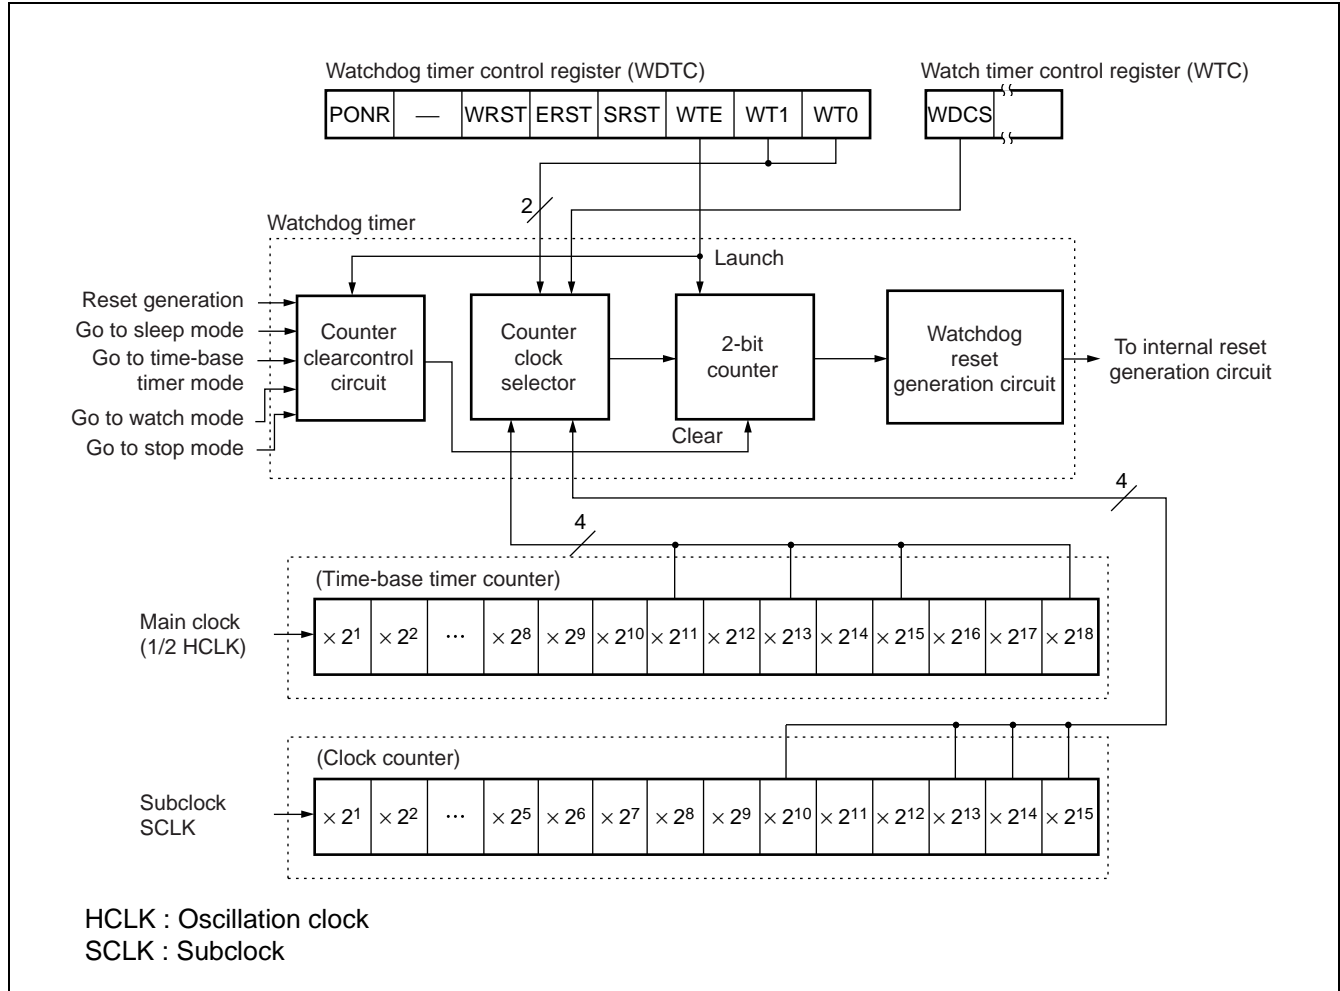 Watchdog timer control register (WDTC) Watch timer control register (WTC)
PONR — WRST ERST SRST WTE WT1 WT0 WDCS
2
Watchdog timer
Launch
Reset generation
Go to sleep mode
Go to time-base
timer mode
Go to watch mode
Go to stop mode
Counter
clearcontrol
circuit
Counter
clock
selector
2-bit
counter
Watchdog
reset
generation circuit
To internal reset
generation circuit
Clear
4
4
(Time-base timer counter)
Main clock
(1/2 HCLK)
× 2¹ × 2² ... × 2⁸ × 2⁹ × 2¹⁰ × 2¹¹ × 2¹² × 2¹³ × 2¹⁴ × 2¹⁵ × 2¹⁶ × 2¹⁷ × 2¹⁸
(Clock counter)
Subclock
SCLK
× 2¹ × 2² ... × 2⁵ × 2⁶ × 2⁷ × 2⁸ × 2⁹ × 2¹⁰ × 2¹¹ × 2¹² × 2¹³ × 2¹⁴ × 2¹⁵
HCLK : Oscillation clock
SCLK : Subclock